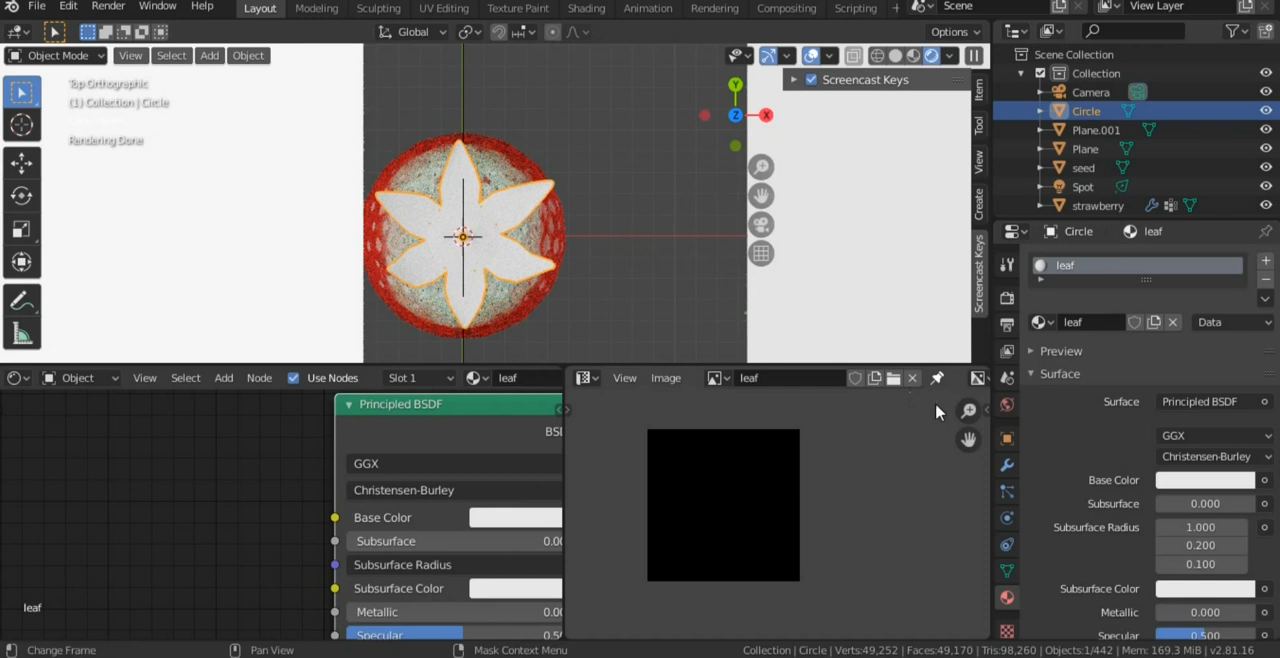 File Edit Render Window Help Layout Modeling Sculpting UV Editing Texture Paint Shading Animation Rendering Compositing Scripting Scene View Layer
Global Options
Object Mode View Select Add Object
Top Orthographic
(1) Collection | Circle
Rendering Done
Screencast Keys
Y
Z
X
Item
Tool
View
Create
Screencast Keys
Scene Collection
Collection
Camera
Circle
Plane.001
Plane
seed
Spot
strawberry
Circle leaf
leaf
leaf Data
Preview
Surface
Surface Principled BSDF
GGX
Christensen-Burley
Base Color
Subsurface 0.000
Subsurface Radius 1.000
0.200
0.100
Subsurface Color
Metallic 0.000
Specular 0.500
Object View Select Add Node Use Nodes Slot 1 leaf
Principled BSDF
BSD
GGX
Christensen-Burley
Base Color
Subsurface 0.00
Subsurface Radius
Subsurface Color
Metallic 0.00
Specular 0.50
leaf
View Image leaf
Change Frame Pan View Mask Context Menu Collection | Circle | Verts:49,252 | Faces:49,170 | Tris:98,260 | Objects:1/442 | Mem: 169.3 MiB | v2.81.16